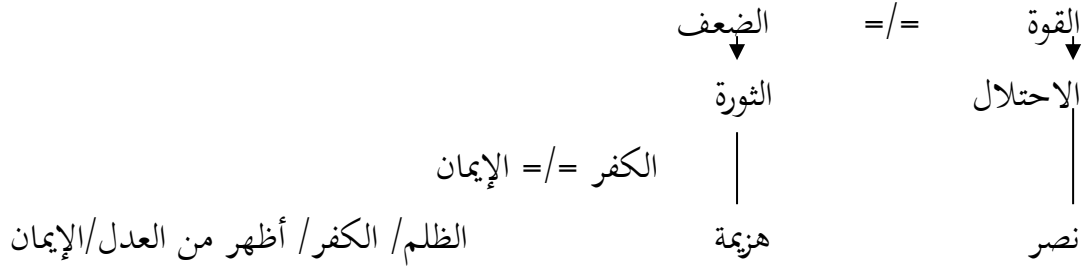 القوة =/= الضعف
الاحتلال الثورة
الكفر =/= الإيمان
نصر هزيمة الظلم/ الكفر/ أظهر من العدل/الإيمان